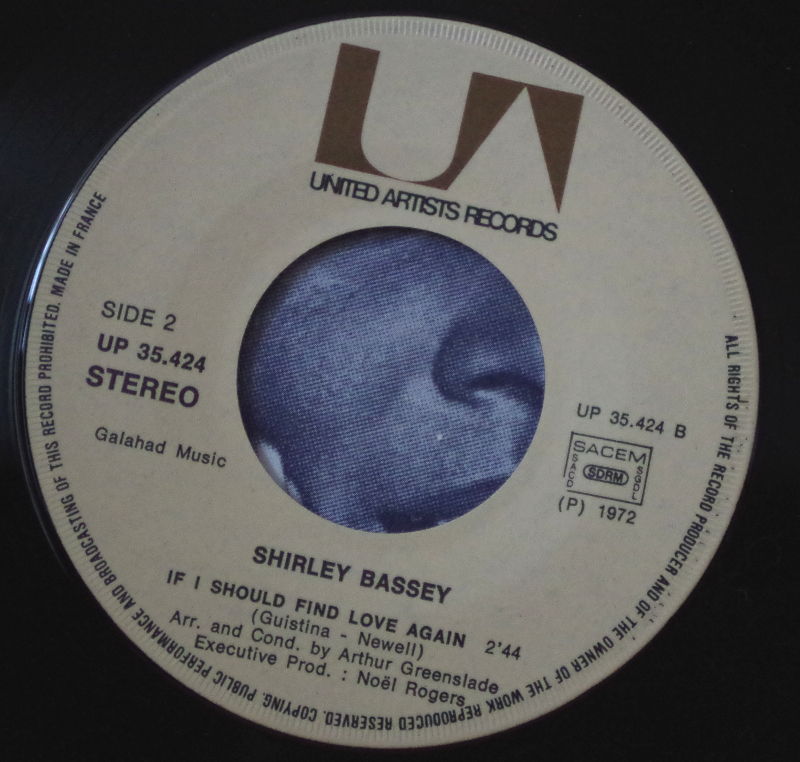 UA
UNITED ARTISTS RECORDS
SIDE 2
UP 35.424
STEREO
Galahad Music
UP 35.424 B
SACEM
SACD
SDRM
SGDL
(P) 1972
SHIRLEY BASSEY
IF I SHOULD FIND LOVE AGAIN 2'44
(Guistina - Newell)
Arr. and Cond. by Arthur Greenslade
Executive Prod. : Noël Rogers
ALL RIGHTS OF THE RECORD PRODUCER AND OF THE OWNER OF THE WORK REPRODUCED RESERVED. COPYING, PUBLIC PERFORMANCE AND BROADCASTING OF THIS RECORD PROHIBITED. MADE IN FRANCE